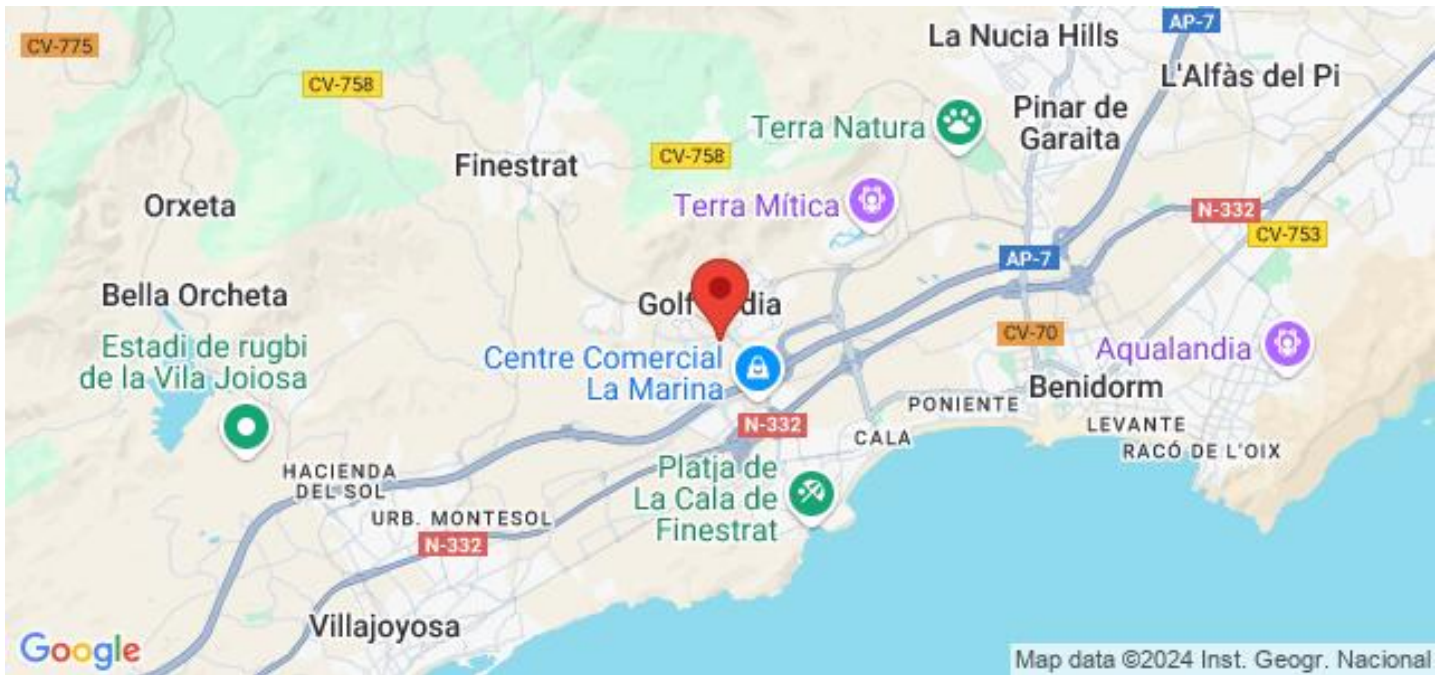 AP-7
La Nucia Hills
CV-775
L'Alfàs del Pi
CV-758
Pinar de
Garaita
Terra Natura
Finestrat
CV-758
Orxeta
Terra Mítica
N-332
CV-753
AP-7
Bella Orcheta
Golf
dia
CV-70
Estadi de rugbi
de la Vila Joiosa
Centre Comercial
La Marina
Aqualandia
Benidorm
PONIENTE
LEVANTE
N-332
CALA
RACÓ DE L'OIX
HACIENDA
DEL SOL
Platja de
La Cala de
Finestrat
URB. MONTESOL
N-332
Villajoyosa
Google
Map data ©2024 Inst. Geogr. Nacional